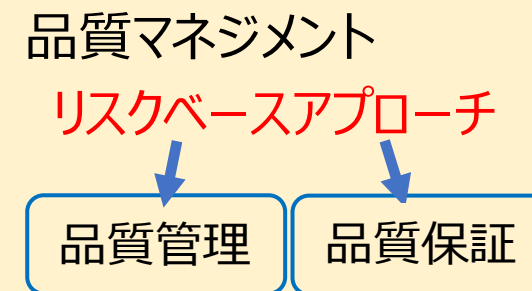 品質マネジメント
リスクベースアプローチ
品質管理
品質保証